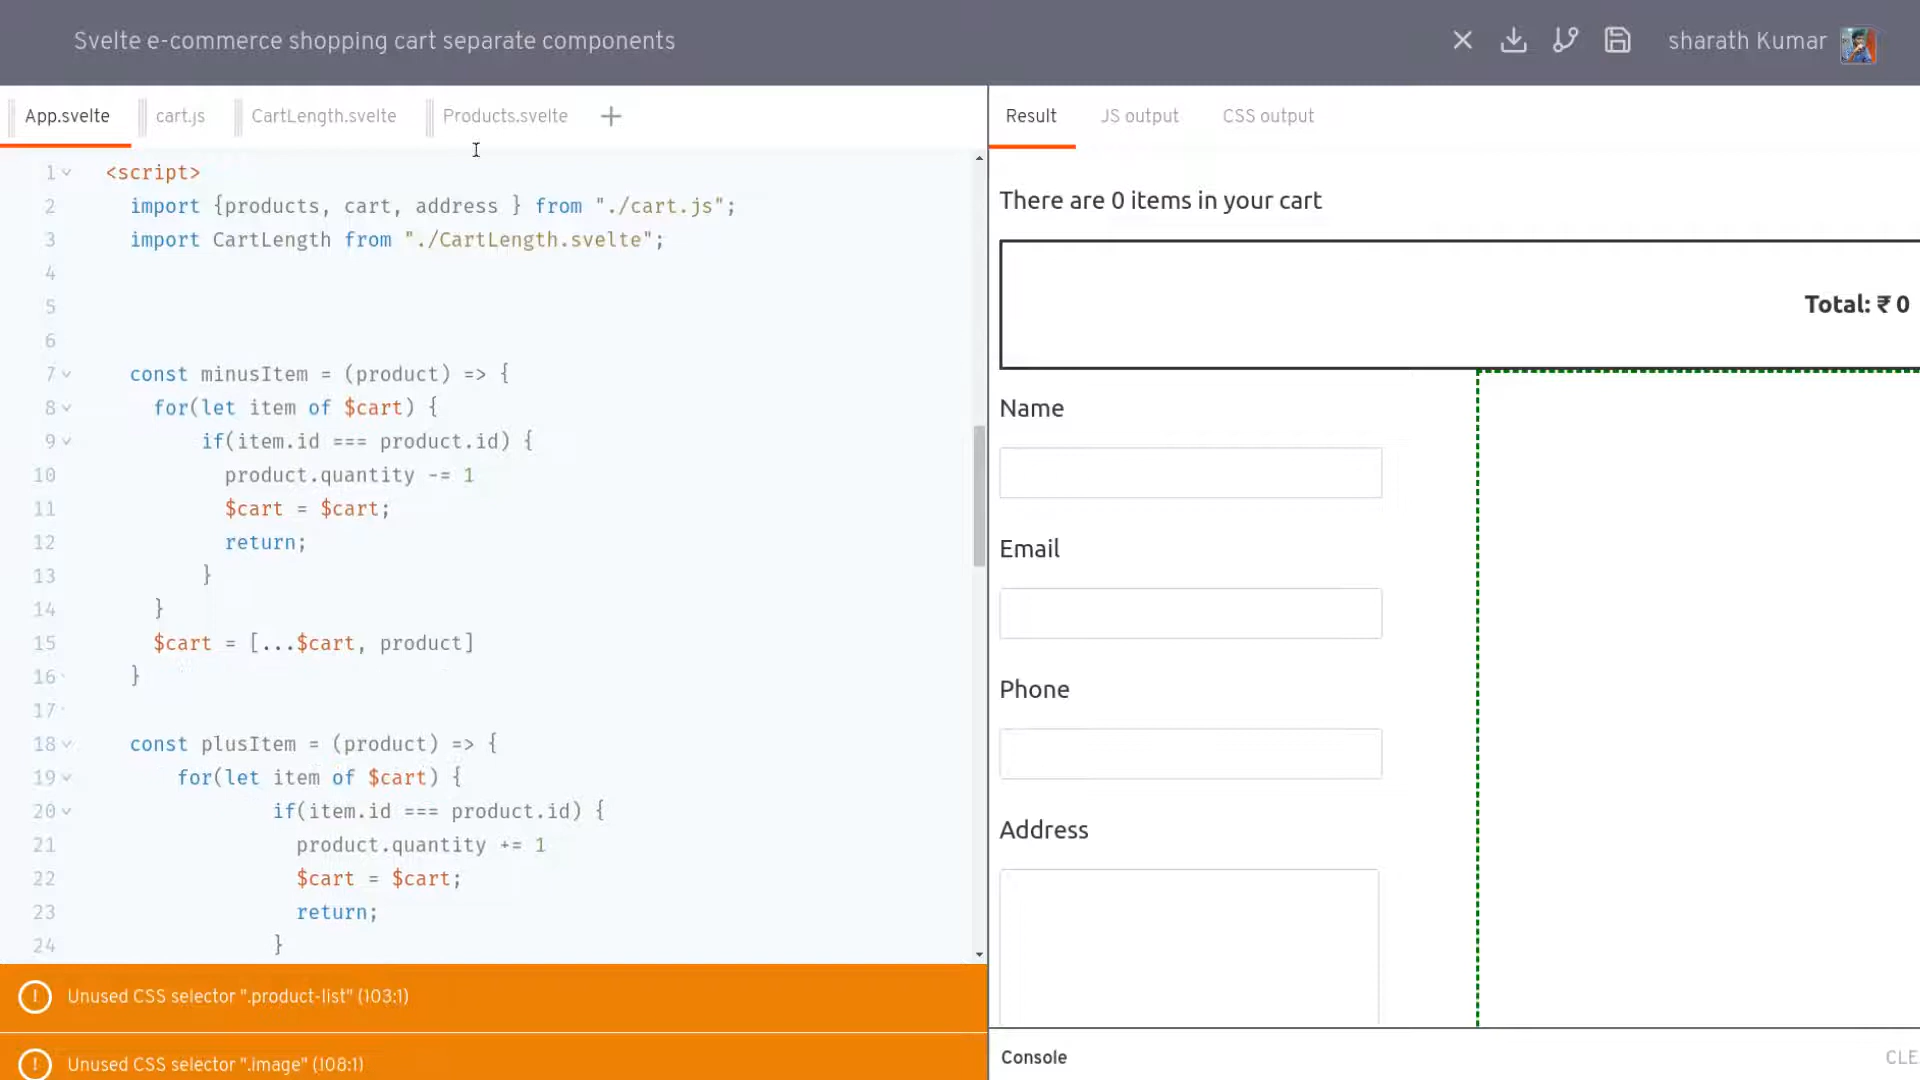 Svelte e-commerce shopping cart separate components
sharath Kumar
App.svelte
cart.js
CartLength.svelte
Products.svelte
Result
JS output
CSS output
1 <script>
2 import {products, cart, address } from "./cart.js";
3 import CartLength from "./CartLength.svelte";
4
5
6
7 const minusItem = (product) => {
8 for(let item of $cart) {
9 if(item.id === product.id) {
10 product.quantity -= 1
11 $cart = $cart;
12 return;
13 }
14 }
15 $cart = [...$cart, product]
16 }
17
18 const plusItem = (product) => {
19 for(let item of $cart) {
20 if(item.id === product.id) {
21 product.quantity += 1
22 $cart = $cart;
23 return;
24 }
Unused CSS selector ".product-list" (103:1)
Unused CSS selector ".image" (108:1)
There are 0 items in your cart
Total: ₹ 0
Name
Email
Phone
Address
Console
CLE